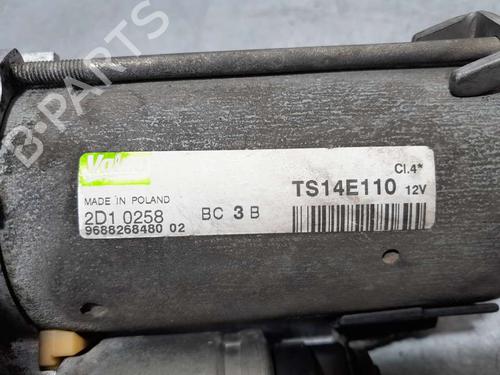 B-PARTS
Valeo
Cl.4*
MADE IN POLAND
TS14E110 12V
2D1 0258 BC 3 B
9688268480 02